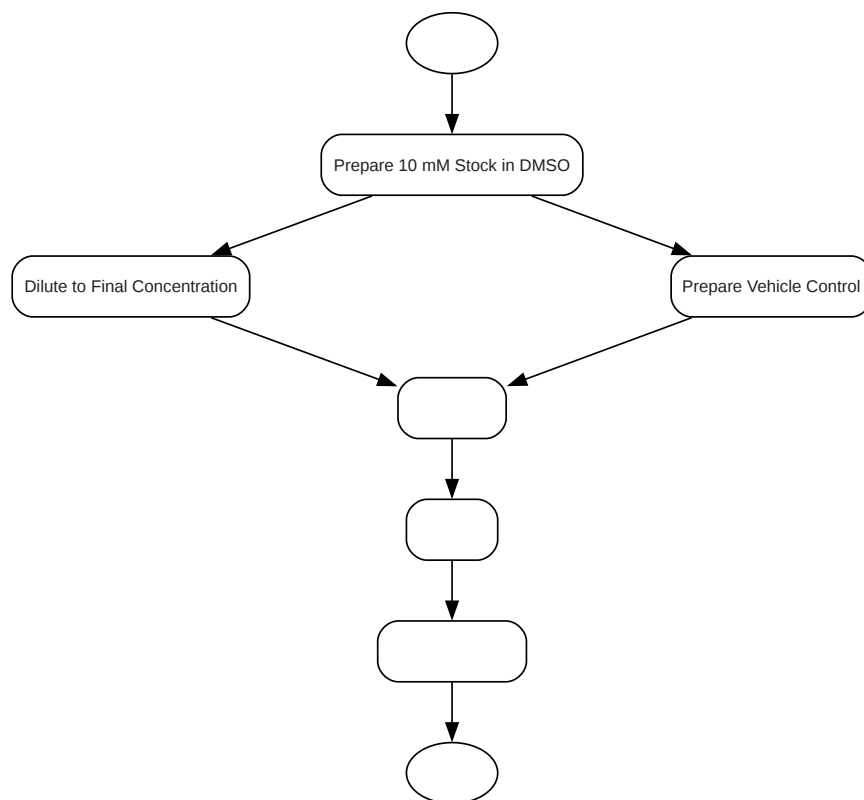 Prepare 10 mM Stock in DMSO
Dilute to Final Concentration
Prepare Vehicle Control